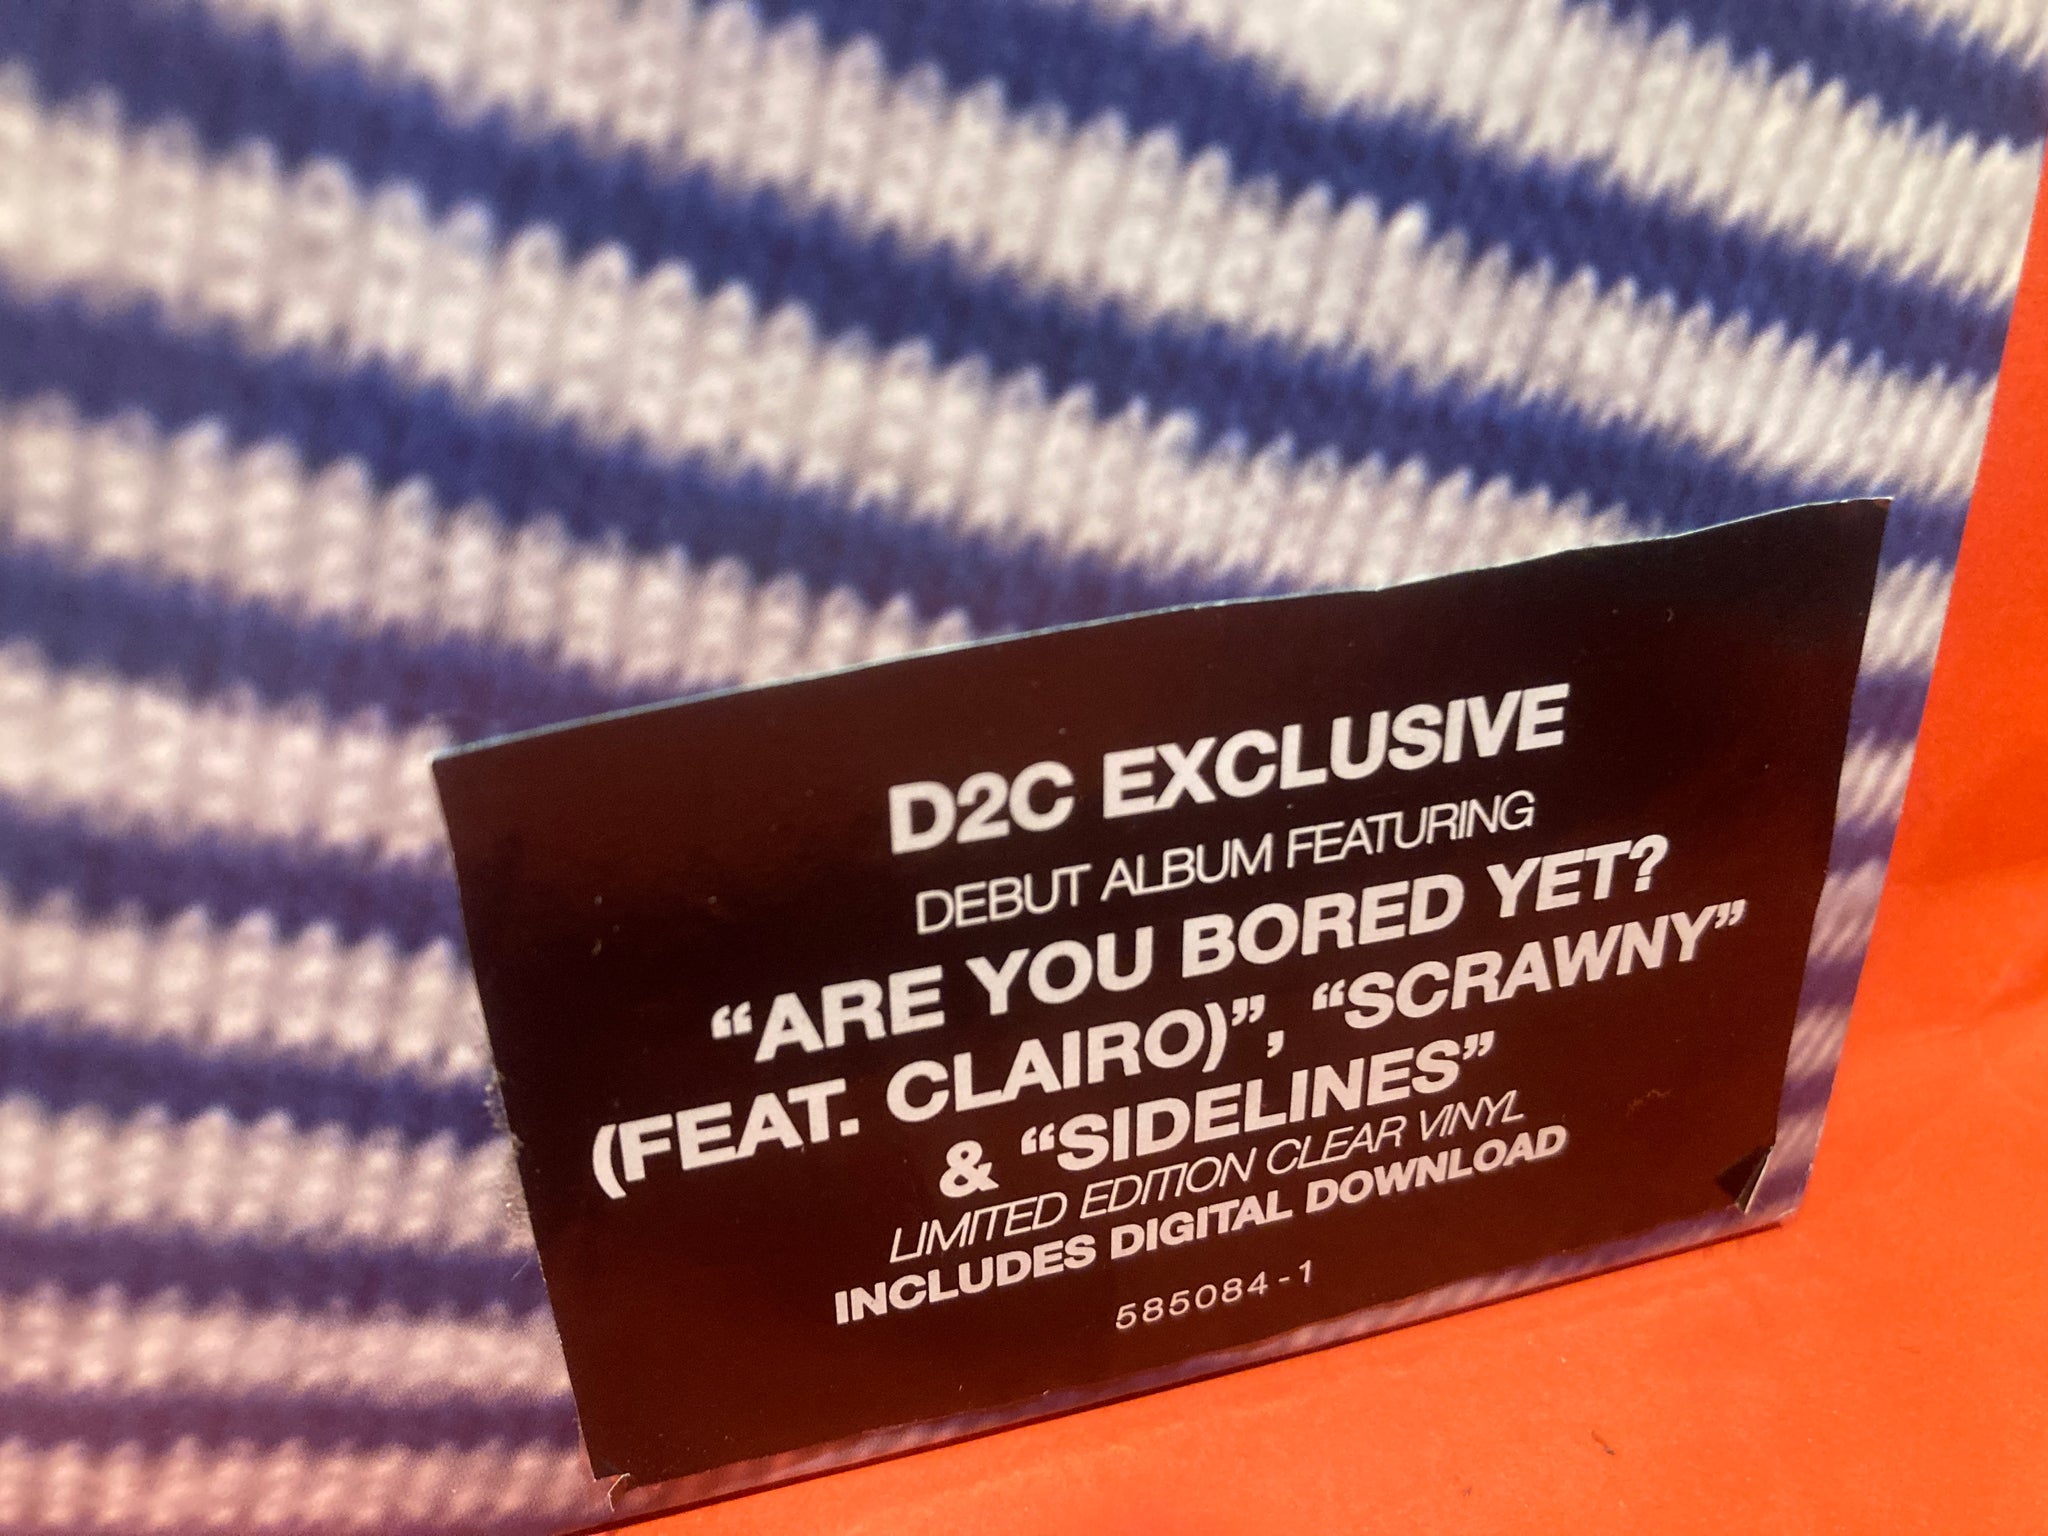 D2C EXCLUSIVE
DEBUT ALBUM FEATURING
“ARE YOU BORED YET?
(FEAT. CLAIRO)”, “SCRAWNY”
& “SIDELINES”
LIMITED EDITION CLEAR VINYL
INCLUDES DIGITAL DOWNLOAD
585084-1